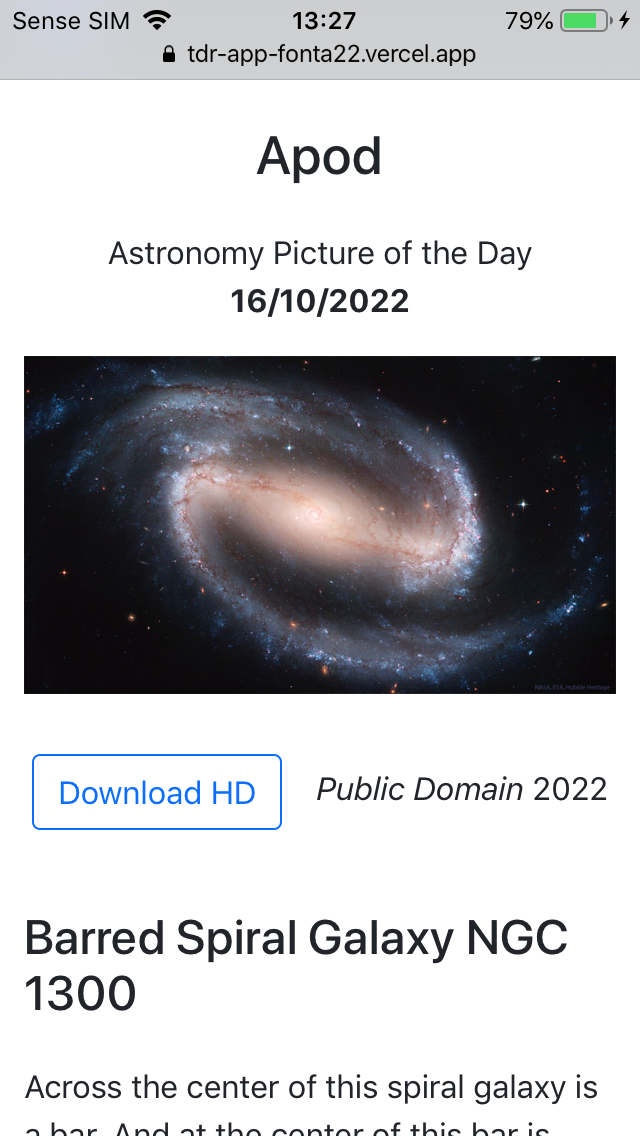 Sense SIM 13:27 79%
tdr-app-fonta22.vercel.app
Apod
Astronomy Picture of the Day
16/10/2022
NASA, ESA, Hubble Heritage
Download HD Public Domain 2022
Barred Spiral Galaxy NGC
1300
Across the center of this spiral galaxy is
a bar. And at the center of this bar is